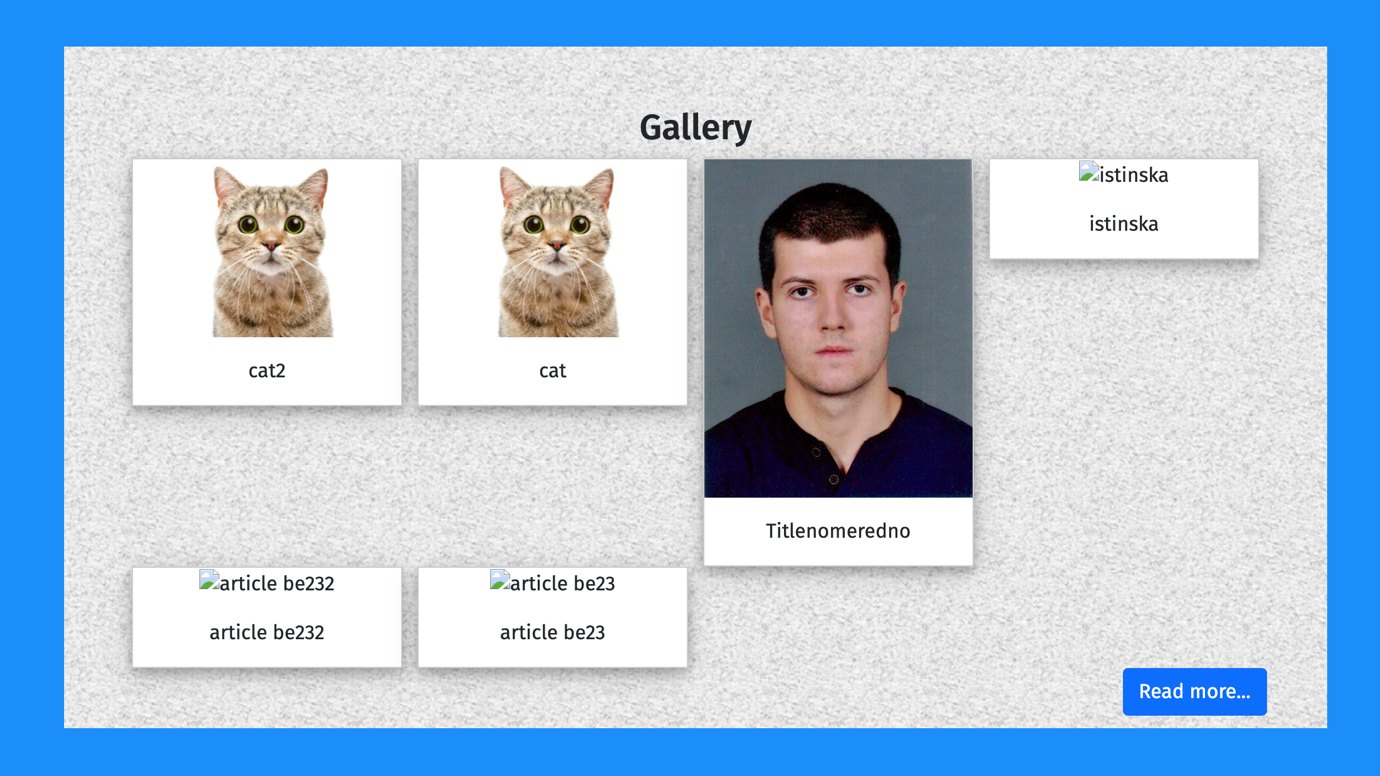 Gallery
cat2
cat
Titlenomeredno
istinska
istinska
article be232
article be232
article be23
article be23
Read more...